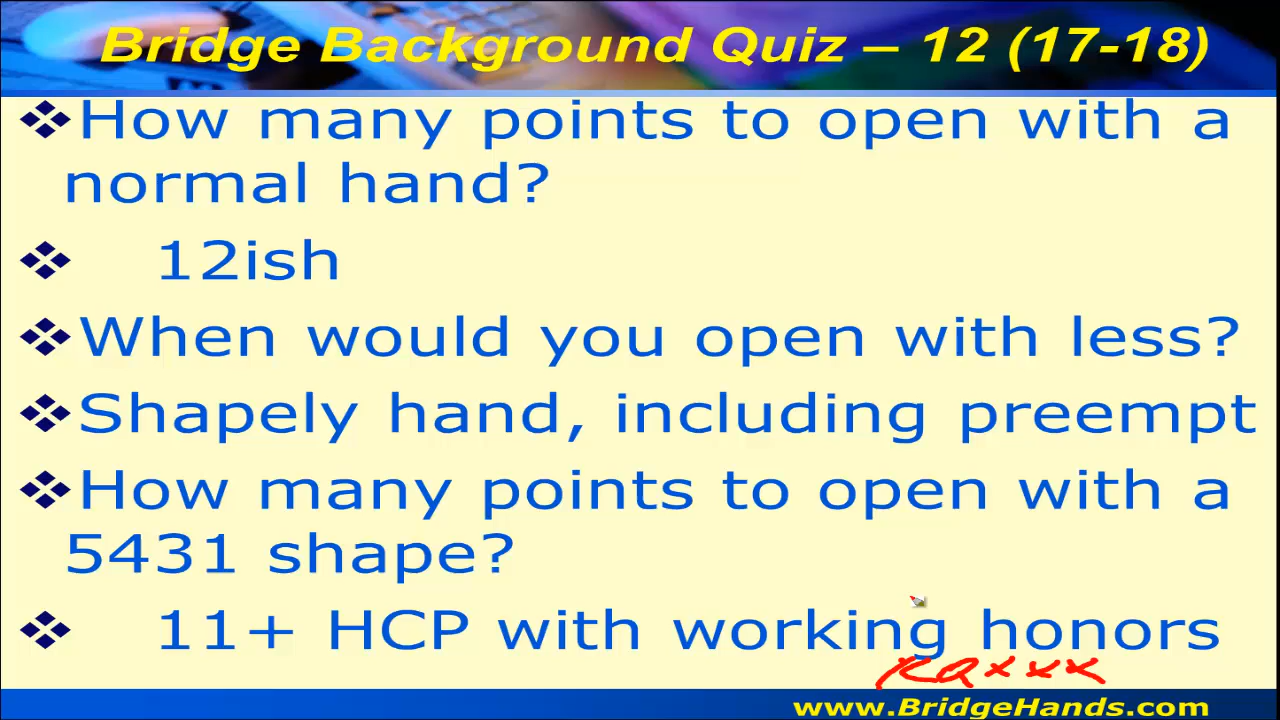 Bridge Background Quiz – 12 (17-18)
How many points to open with a
normal hand?
12ish
When would you open with less?
Shapely hand, including preempt
How many points to open with a
5431 shape?
11+ HCP with working honors
KQxxx
www.BridgeHands.com